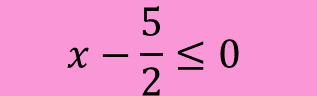 x − 5/2 ≤ 0